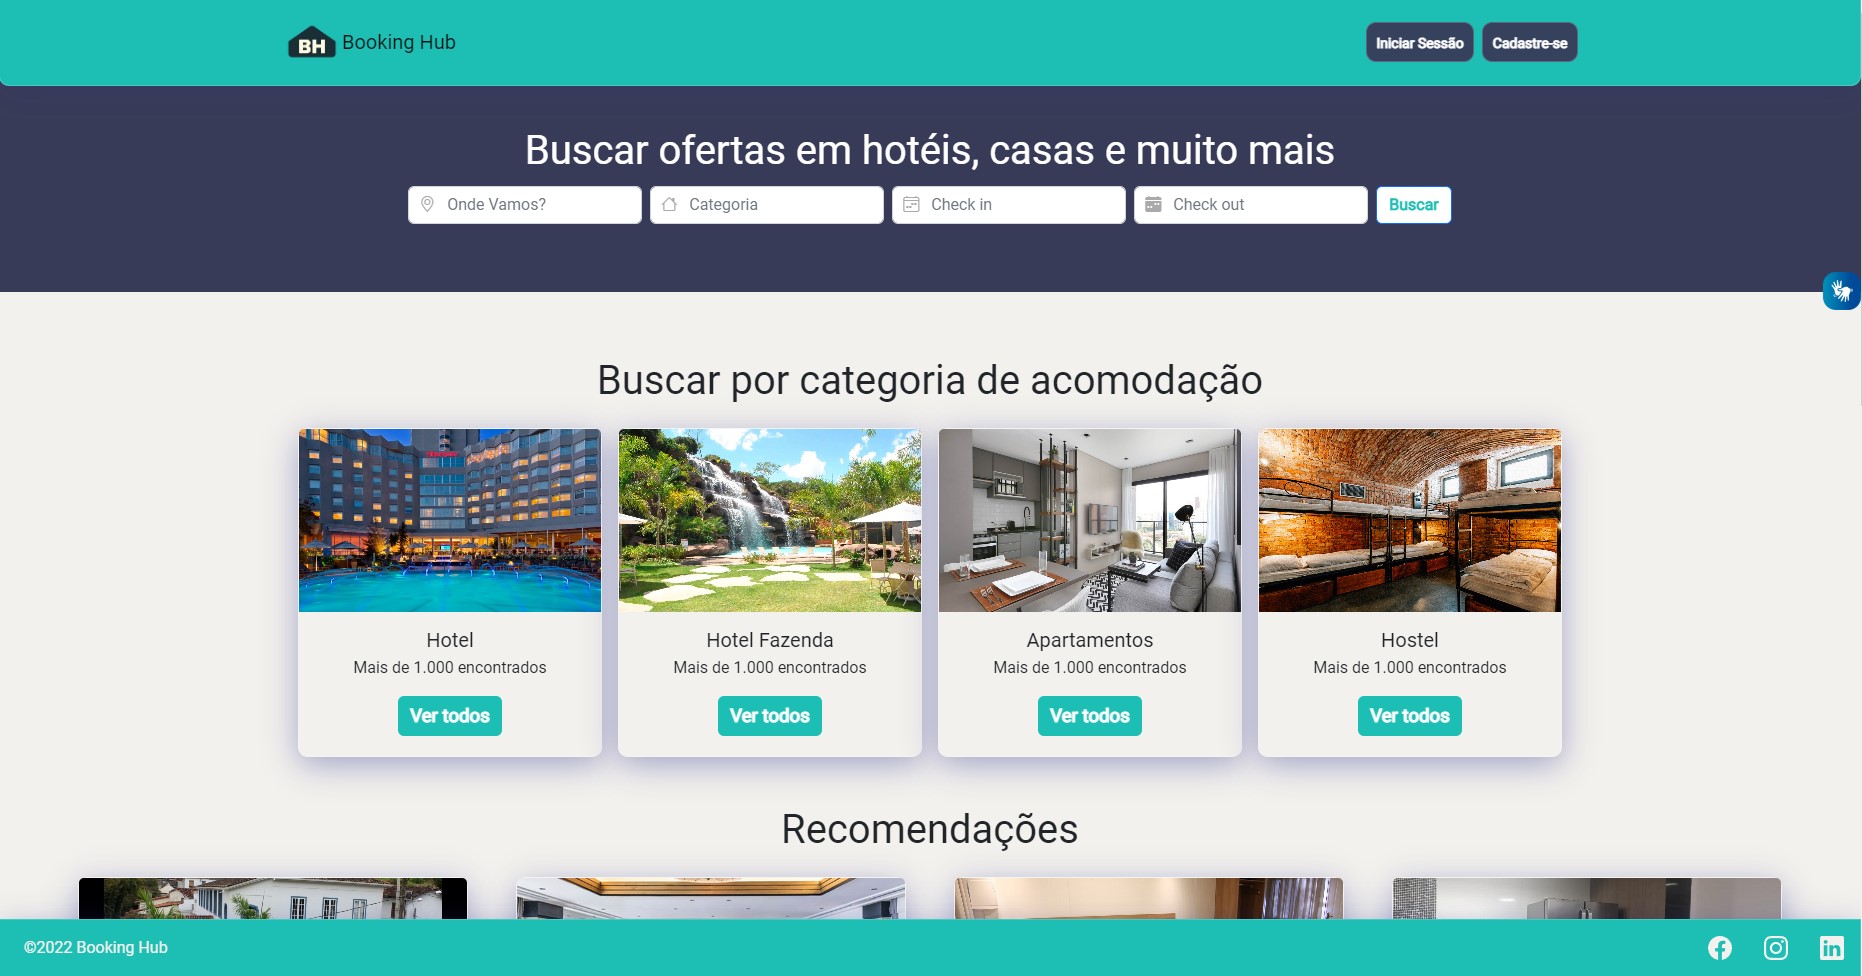 BH Booking Hub
Iniciar Sessão Cadastre-se
Buscar ofertas em hotéis, casas e muito mais
Onde Vamos? Categoria Check in Check out Buscar
Buscar por categoria de acomodação
Hotel
Mais de 1.000 encontrados
Ver todos
Hotel Fazenda
Mais de 1.000 encontrados
Ver todos
Apartamentos
Mais de 1.000 encontrados
Ver todos
Hostel
Mais de 1.000 encontrados
Ver todos
Recomendações
©2022 Booking Hub